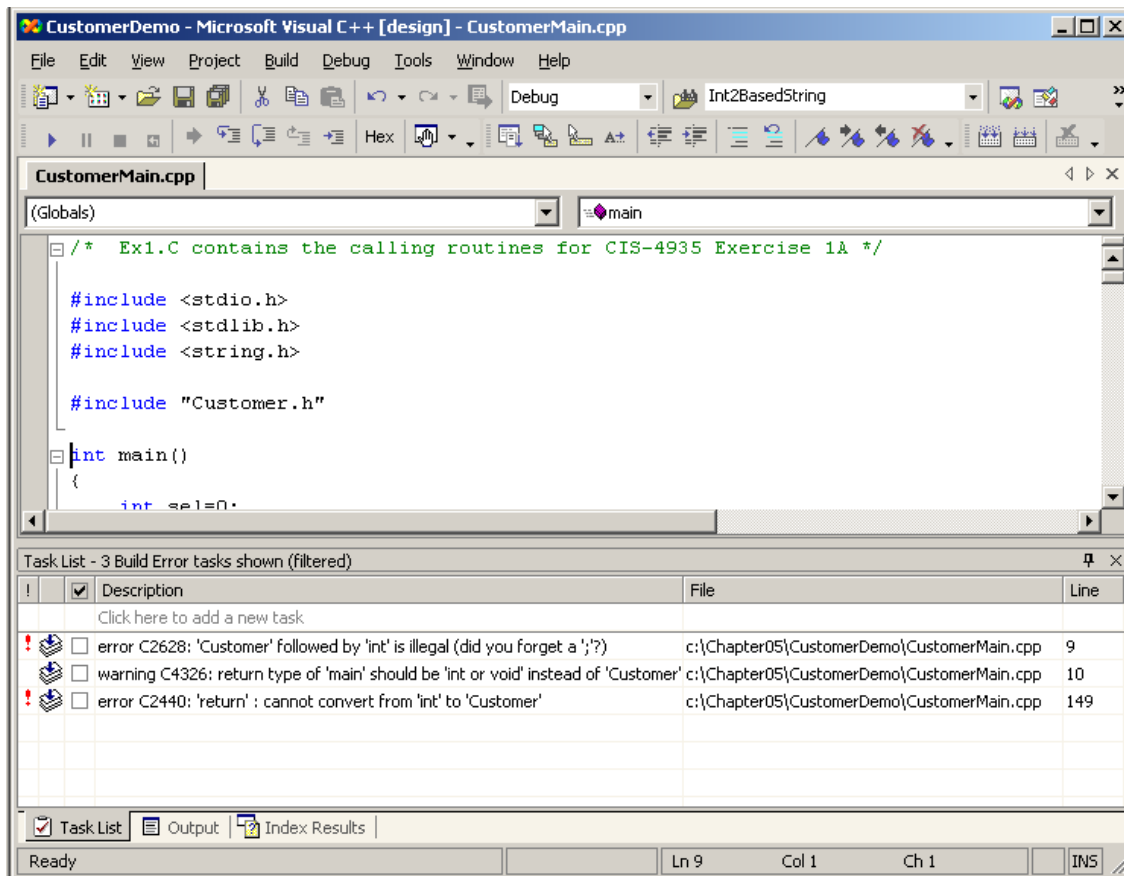 CustomerDemo - Microsoft Visual C++ [design] - CustomerMain.cpp
File Edit View Project Build Debug Tools Window Help
Debug Int2BasedString
Hex
CustomerMain.cpp
(Globals) main
/*  Ex1.C contains the calling routines for CIS-4935 Exercise 1A */
#include <stdio.h>
#include <stdlib.h>
#include <string.h>
#include "Customer.h"
int main()
{
int sel=0;
Task List - 3 Build Error tasks shown (filtered)
! Description File Line
Click here to add a new task
! error C2628: 'Customer' followed by 'int' is illegal (did you forget a ';'?) c:\Chapter05\CustomerDemo\CustomerMain.cpp 9
warning C4326: return type of 'main' should be 'int or void' instead of 'Customer' c:\Chapter05\CustomerDemo\CustomerMain.cpp 10
! error C2440: 'return' : cannot convert from 'int' to 'Customer' c:\Chapter05\CustomerDemo\CustomerMain.cpp 149
Task List Output Index Results
Ready Ln 9 Col 1 Ch 1 INS